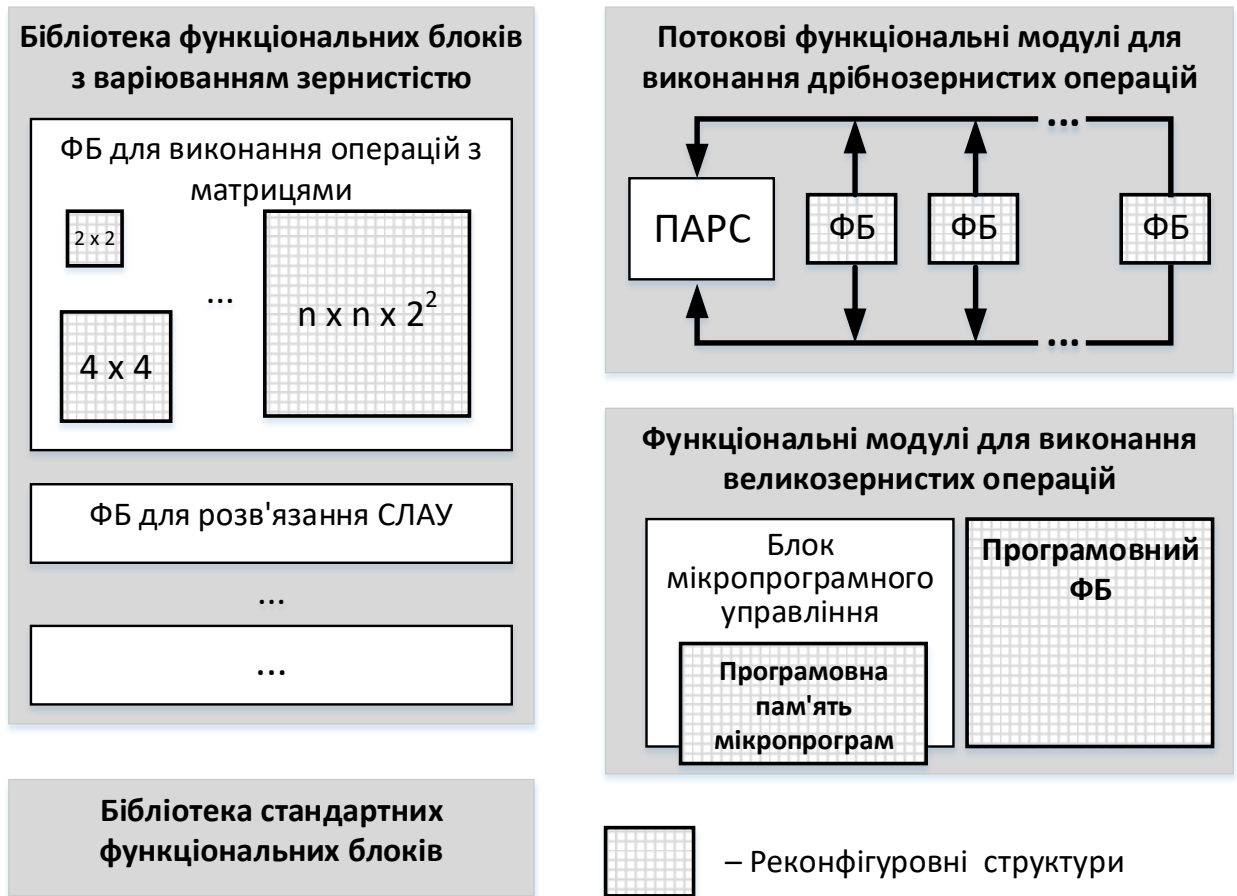 Бібліотека функціональних блоків
з варіюванням зернистістю
ФБ для виконання операцій з
матрицями
2 x 2
...
4 x 4
n x n x 2²
ФБ для розв'язання СЛАУ
...
...
Бібліотека стандартних
функціональних блоків
Потокові функціональні модулі для
виконання дрібнозернистих операцій
...
ПАРС
ФБ
ФБ
ФБ
...
Функціональні модулі для виконання
великозернистих операцій
Блок
мікропрограмного
управління
Програмовна
пам'ять
мікропрограм
Програмовний
ФБ
– Реконфігуровні структури